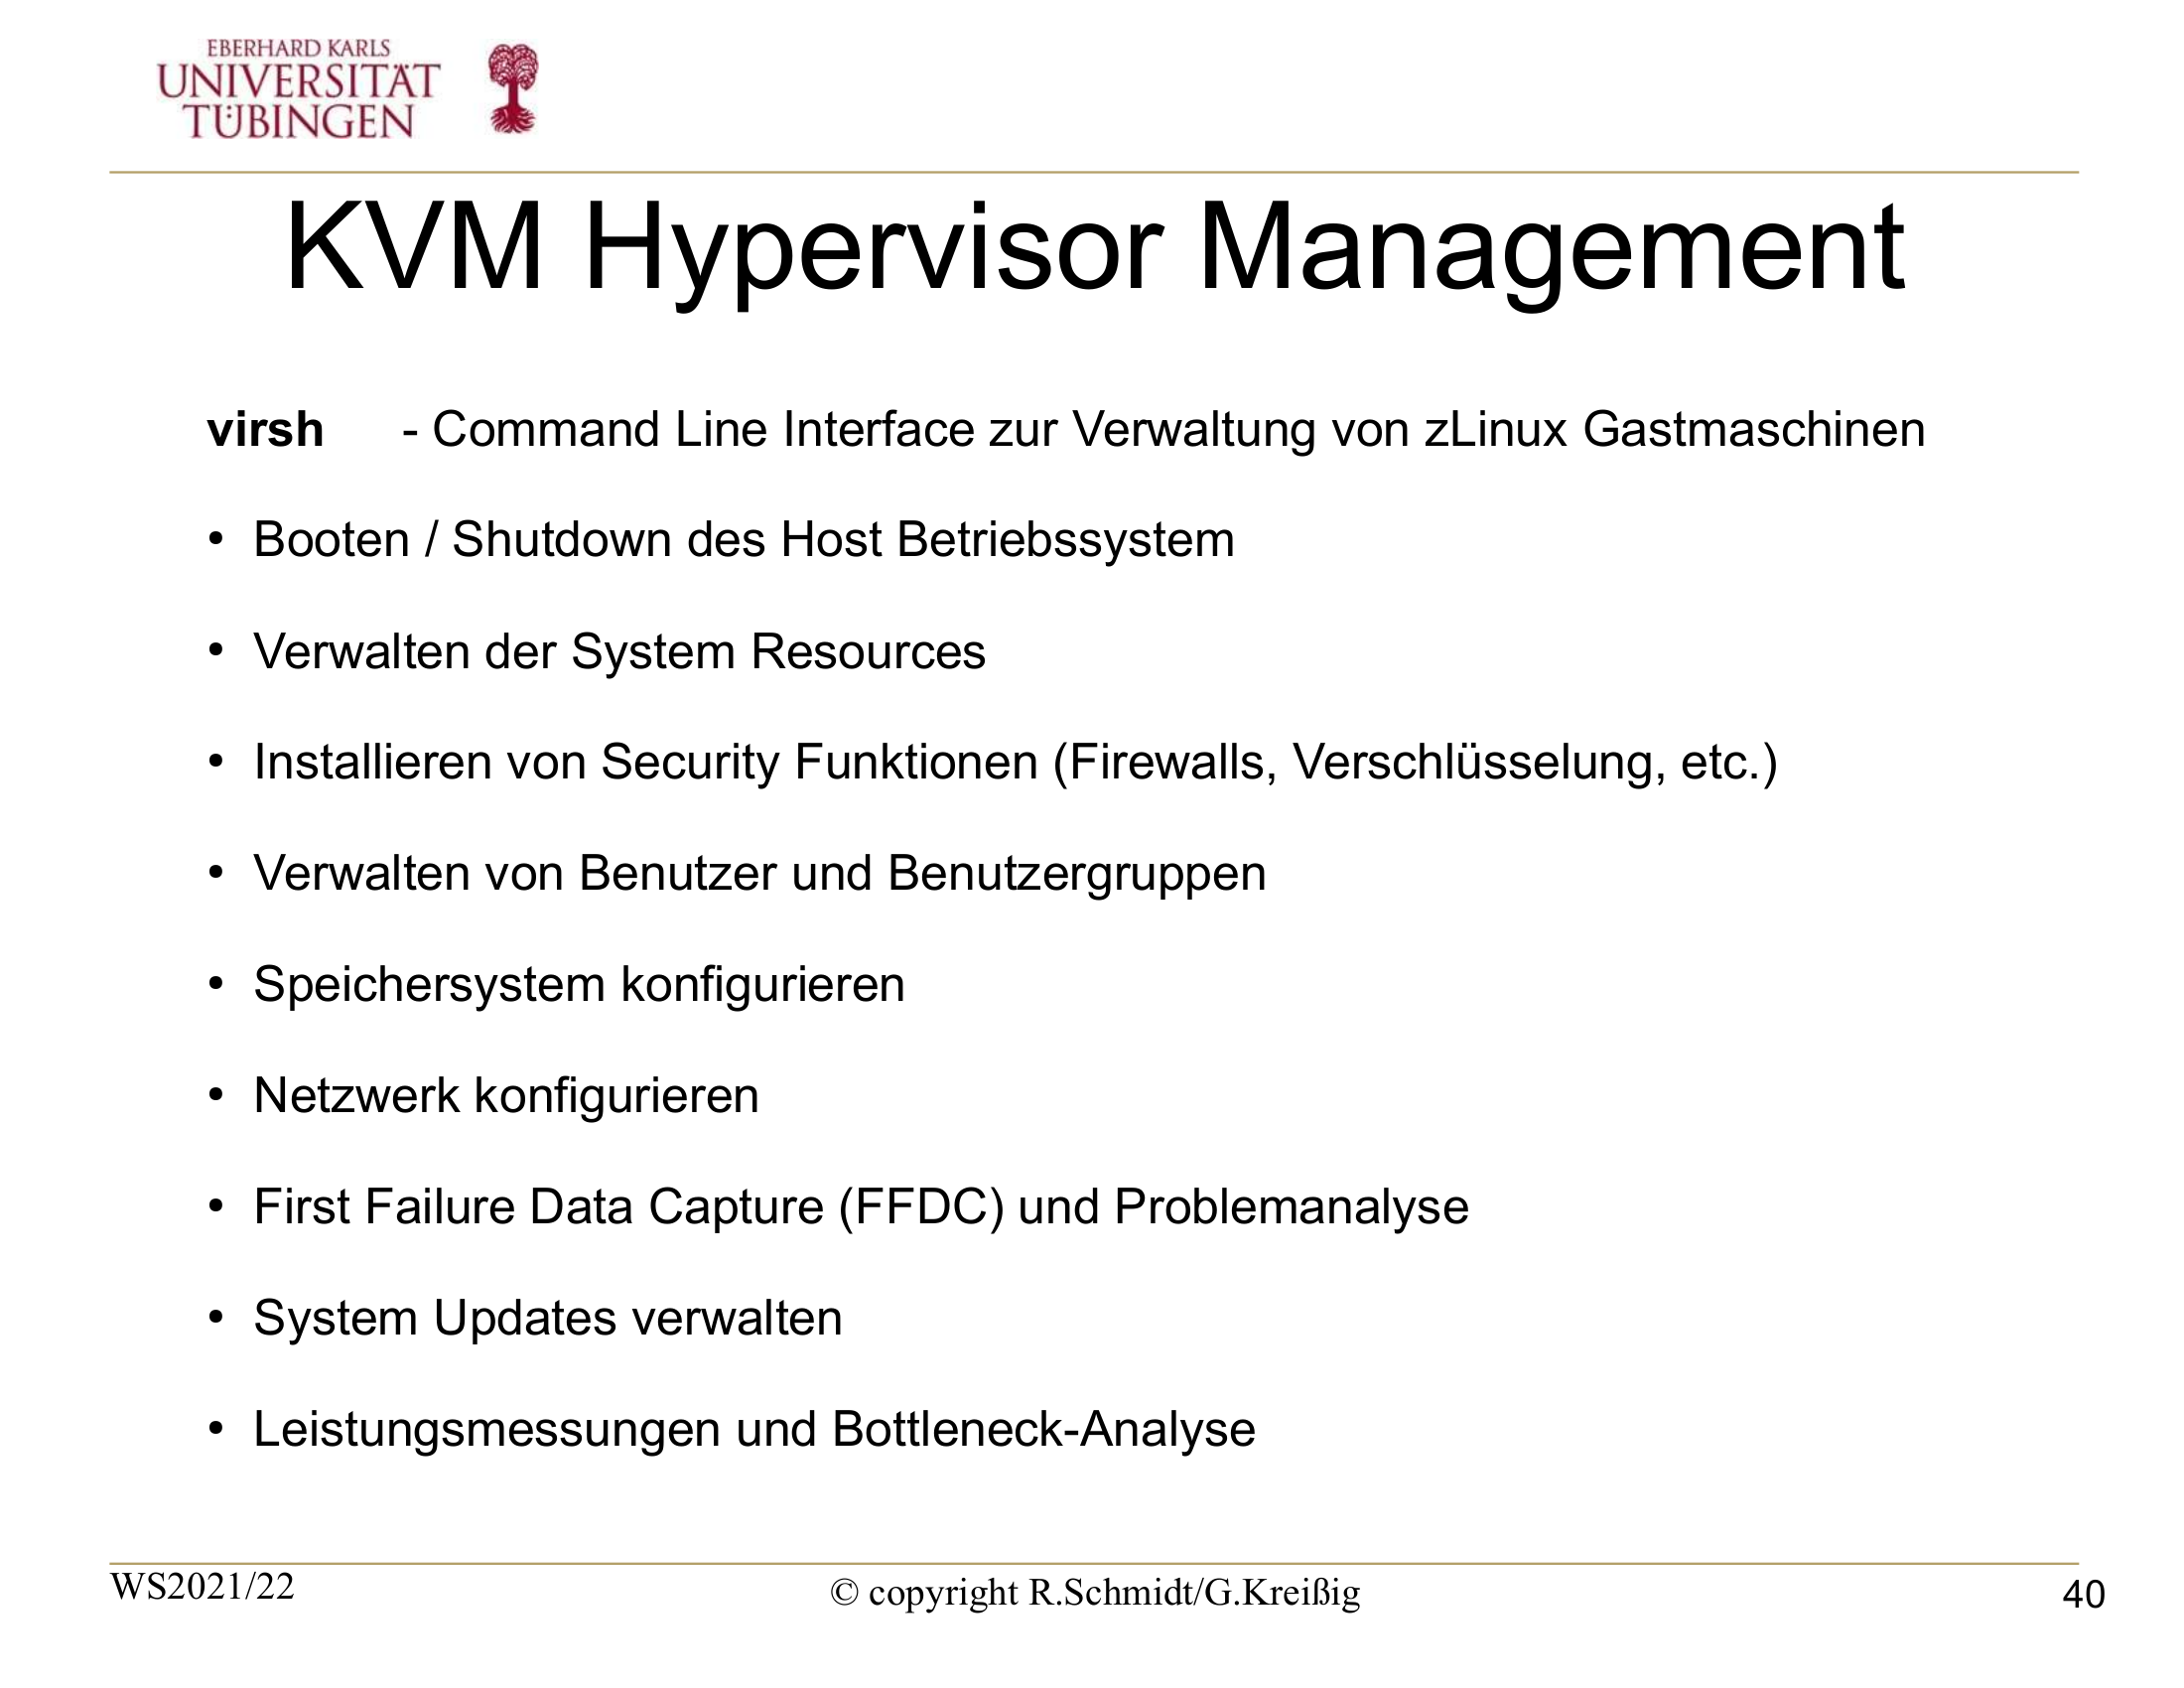 EBERHARD KARLS
UNIVERSITÄT
TÜBINGEN
KVM Hypervisor Management
virsh - Command Line Interface zur Verwaltung von zLinux Gastmaschinen
• Booten / Shutdown des Host Betriebssystem
• Verwalten der System Resources
• Installieren von Security Funktionen (Firewalls, Verschlüsselung, etc.)
• Verwalten von Benutzer und Benutzergruppen
• Speichersystem konfigurieren
• Netzwerk konfigurieren
• First Failure Data Capture (FFDC) und Problemanalyse
• System Updates verwalten
• Leistungsmessungen und Bottleneck-Analyse
WS2021/22
© copyright R.Schmidt/G.Kreißig
40